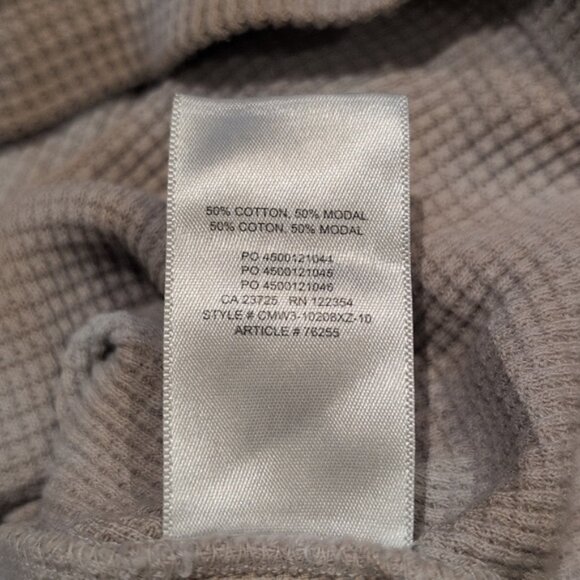 50% COTTON, 50% MODAL
50% COTON, 50% MODAL
PO 4500121044
PO 4500121045
PO 4500121046
CA 23725 RN 122354
STYLE # CMW3-10208XZ-10
ARTICLE # 76255